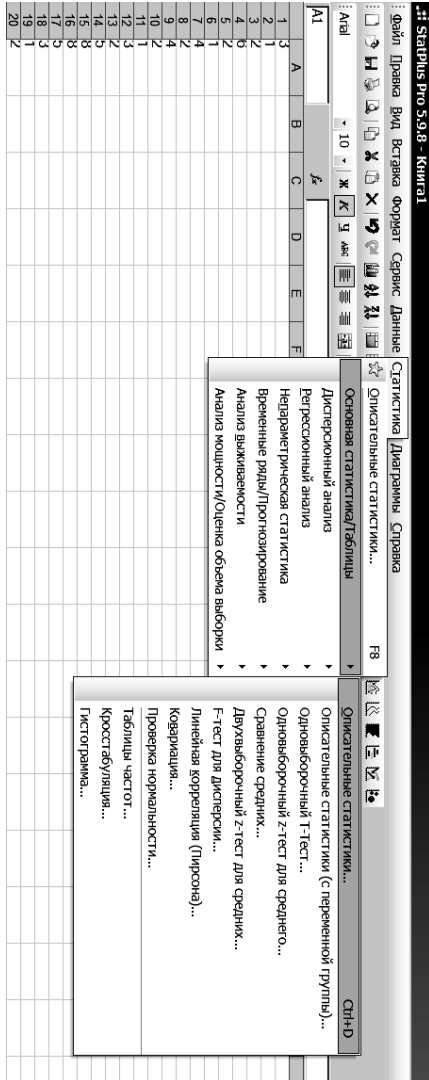 StatPlus Pro 5.9.8 - Книга1
Файл Правка Вид Вставка Формат Сервис Данные Статистика Диаграммы Справка
Arial 10 Ж К Ч ABC
A1 fx
A B C D E F
1 3
2 1
3 2
4 6
5 2
6 1
7 4
8 2
9 4
10 2
11 1
12 3
13 2
14 5
15 8
16 8
17 5
18 3
19 1
20 2
Описательные статистики... F8
Основная статистика/Таблицы
Дисперсионный анализ
Регрессионный анализ
Непараметрическая статистика
Временные ряды/Прогнозирование
Анализ выживаемости
Анализ мощности/Оценка объема выборки
Описательные статистики... Ctrl+D
Описательные статистики (с переменной группы)...
Одновыборочный Т-Тест...
Одновыборочный z-тест для среднего...
Сравнение средних...
Двухвыборочный z-тест для средних...
F-тест для дисперсии...
Линейная корреляция (Пирсона)...
Ковариация...
Проверка нормальности...
Таблицы частот...
Кросстабуляция...
Гистограмма...